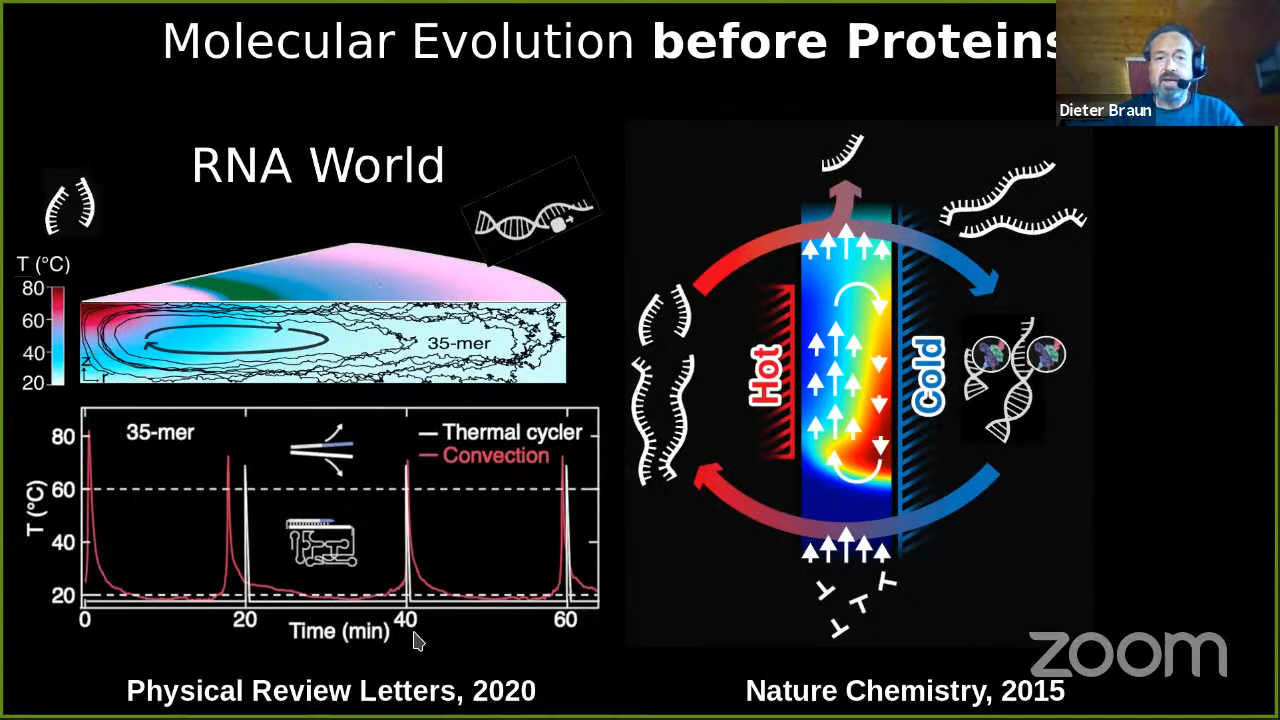 Molecular Evolution before Proteins
Dieter Braun
RNA World
T (°C)
80
60
40
20
z
r
35-mer
Hot
Cold
80
60
40
20
T (°C)
35-mer
Thermal cycler
Convection
0
20
40
60
Time (min)
Physical Review Letters, 2020
Nature Chemistry, 2015
zoom